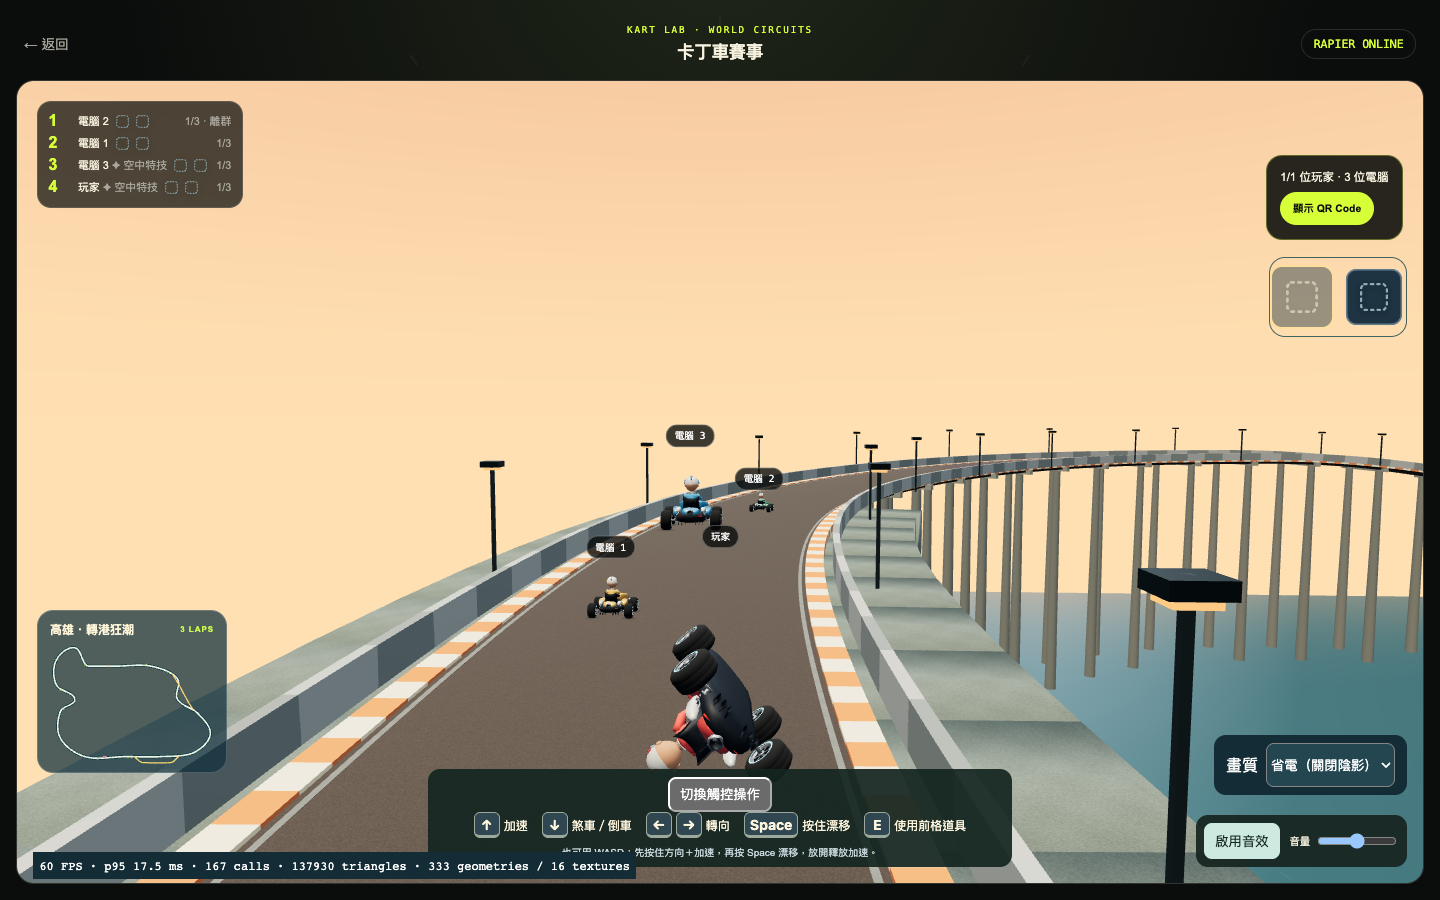 ← 返回
KART LAB · WORLD CIRCUITS
卡丁車賽事
RAPIER ONLINE
1 電腦 2 1/3 · 離群
2 電腦 1 1/3
3 電腦 3 ✦ 空中特技 1/3
4 玩家 ✦ 空中特技 1/3
1/1 位玩家 · 3 位電腦
顯示 QR Code
電腦 3
電腦 2
玩家
電腦 1
高雄 · 轉港狂潮 3 LAPS
畫質 省電（關閉陰影）
切換觸控操作
↑ 加速 ↓ 煞車 / 倒車 ← → 轉向 Space 按住漂移 E 使用前格道具
也可用 WASD；先按住方向＋加速，再按 Space 漂移，放開釋放加速。
啟用音效 音量
60 FPS · p95 17.5 ms · 167 calls · 137930 triangles · 333 geometries / 16 textures